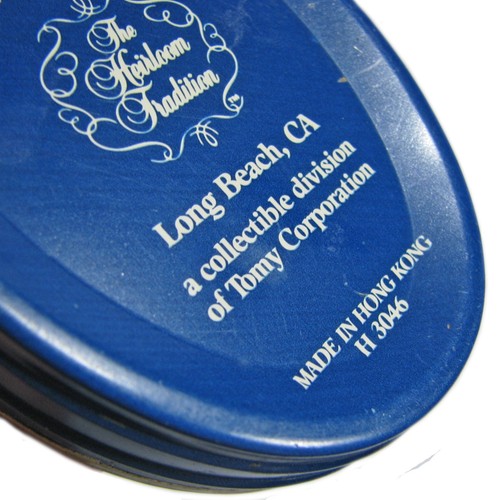 The
Heirloom
Tradition
™
Long Beach, CA
a collectible division
of Tomy Corporation
MADE IN HONG KONG
H 3046